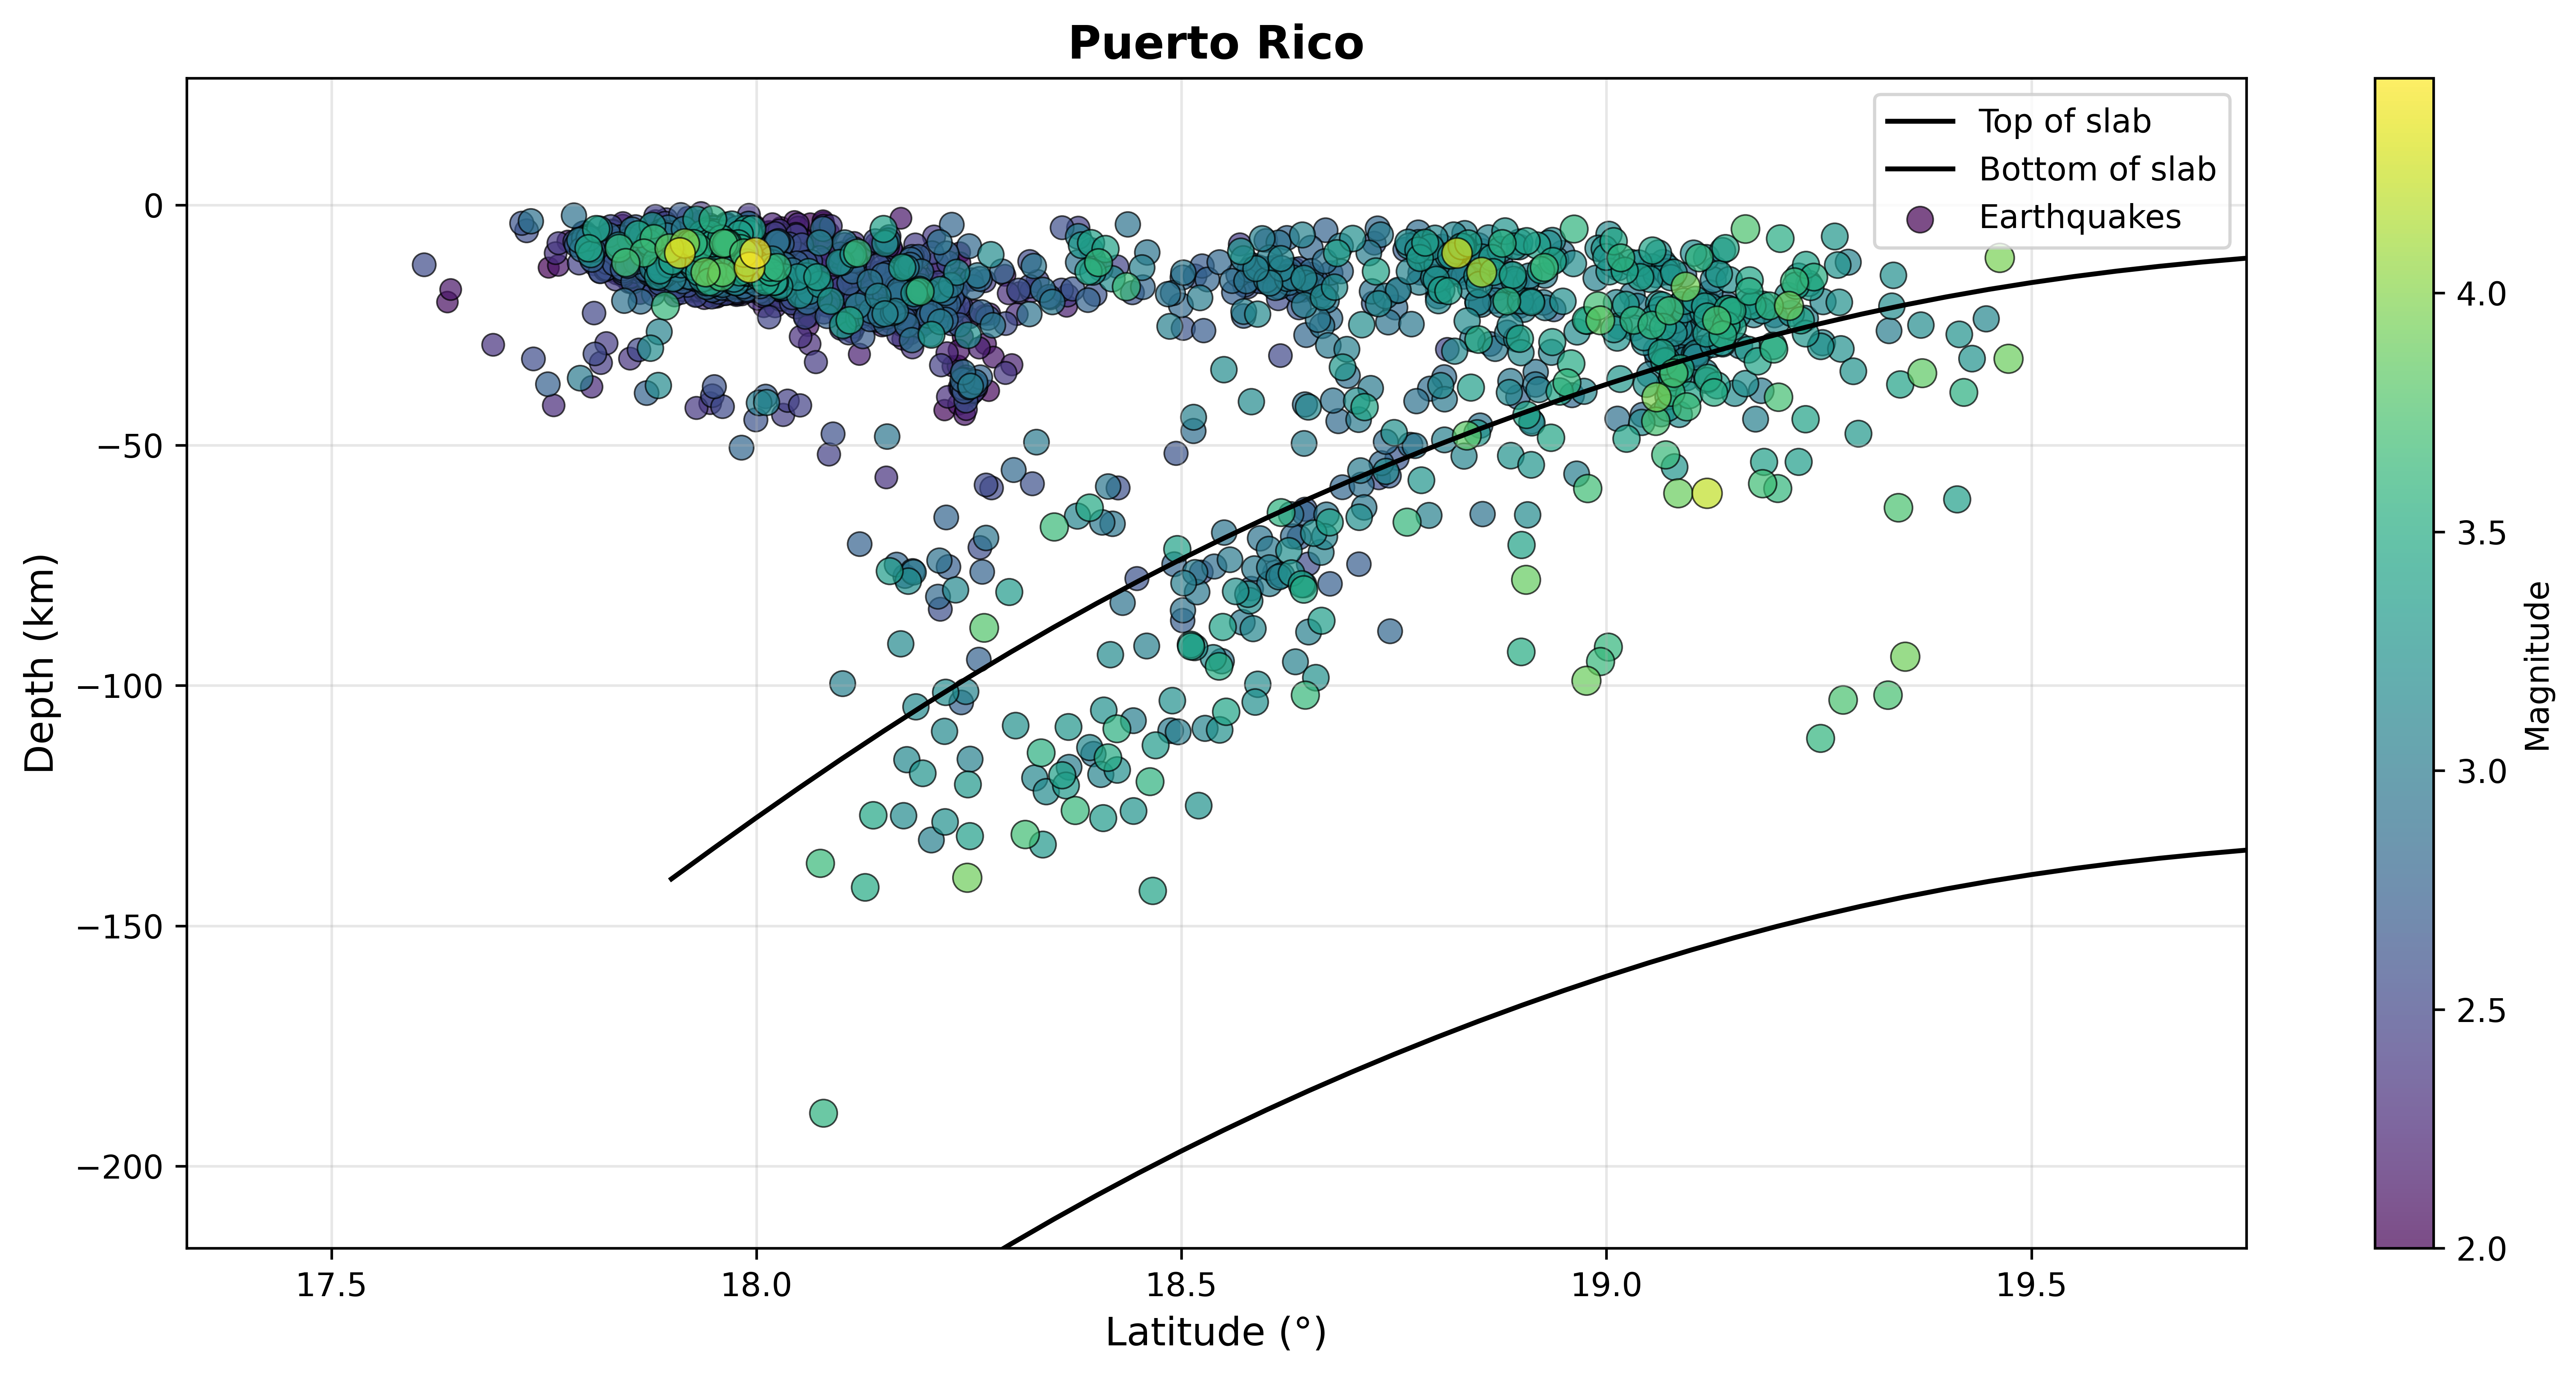 Puerto Rico
Top of slab
Bottom of slab
Earthquakes
0
−50
−100
−150
−200
Depth (km)
17.5
18.0
18.5
19.0
19.5
Latitude (°)
4.0
3.5
3.0
2.5
2.0
Magnitude